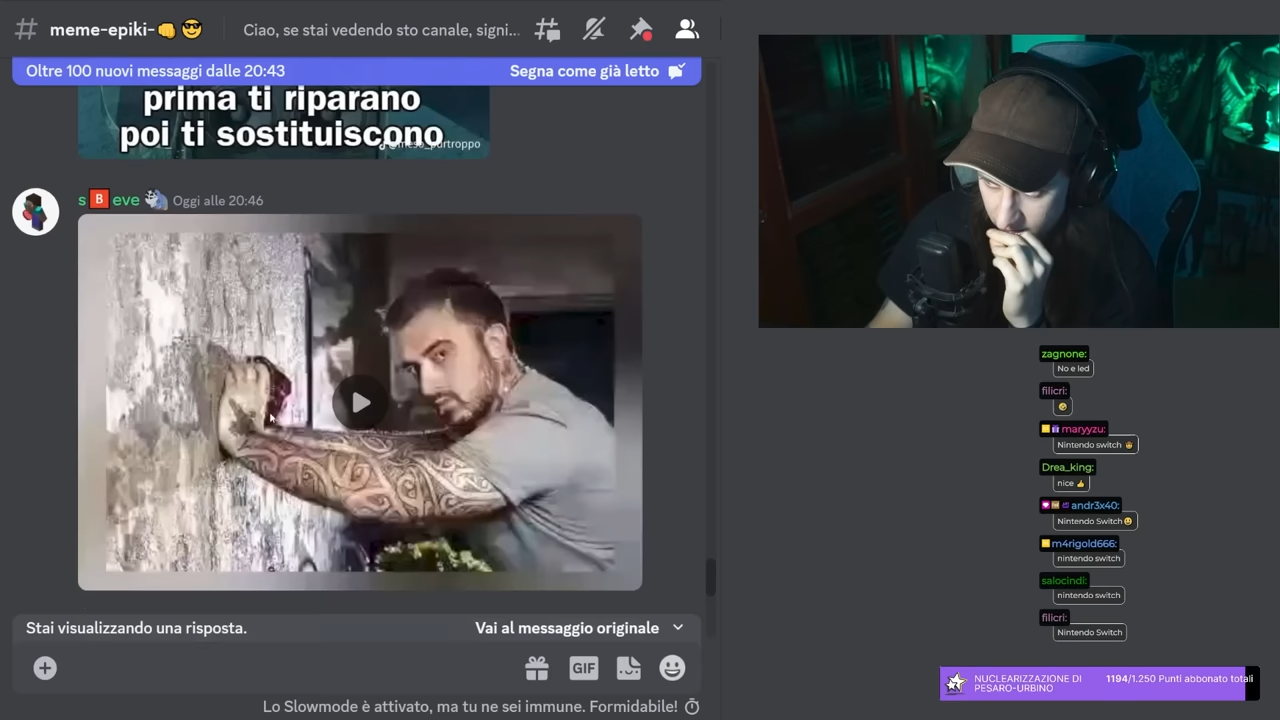 meme-epiki-👊 😎
Ciao, se stai vedendo sto canale, signi...
Oltre 100 nuovi messaggi dalle 20:43
Segna come già letto
prima ti riparano
poi ti sostituiscono
s B eve
Oggi alle 20:46
Stai visualizzando una risposta.
Vai al messaggio originale
GIF
Lo Slowmode è attivato, ma tu ne sei immune. Formidabile!
zagnone:
No e led
filicri:
maryyzu:
Nintendo switch
Drea_king:
nice 👍
andr3x40:
Nintendo Switch
m4rigold666:
nintendo switch
salocindi:
nintendo switch
filicri:
Nintendo Switch
NUCLEARIZZAZIONE DI
PESARO-URBINO
1194/1.250 Punti abbonato totali